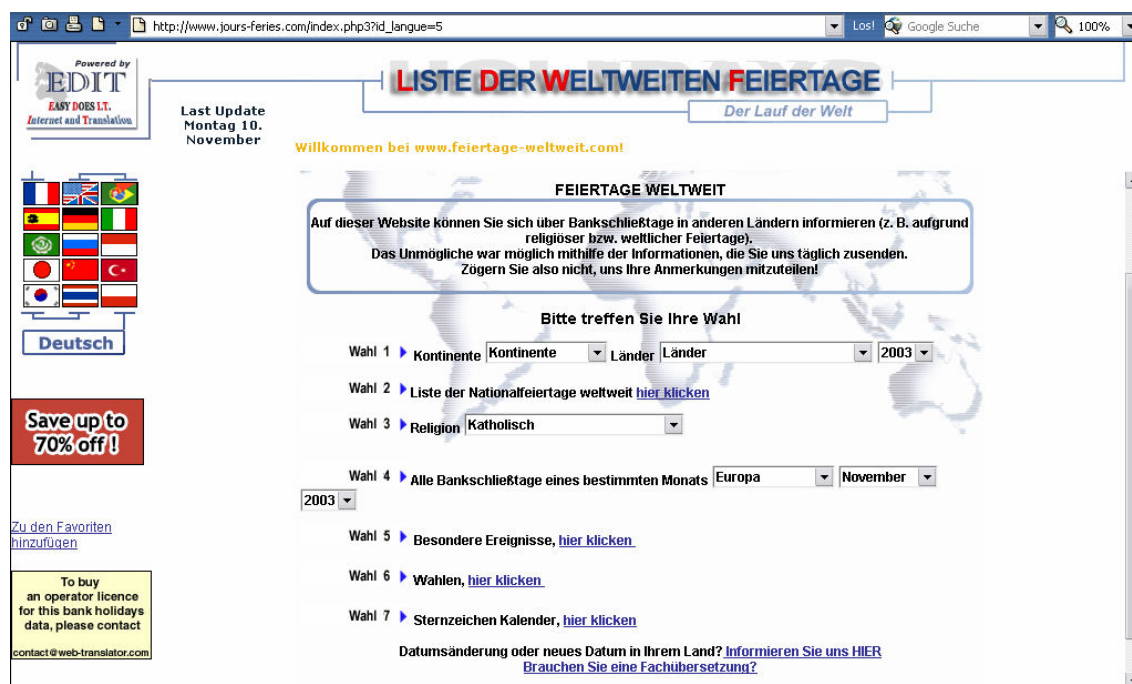 http://www.jours-feries.com/index.php3?id_langue=5
Los!
Google Suche
100%
Powered by
EDIT
EASY DOES I.T.
Internet and Translation
Last Update
Montag 10.
November
LISTE DER WELTWEITEN FEIERTAGE
Der Lauf der Welt
Willkommen bei www.feiertage-weltweit.com!
FEIERTAGE WELTWEIT
Auf dieser Website können Sie sich über Bankschließtage in anderen Ländern informieren (z. B. aufgrund
religiöser bzw. weltlicher Feiertage).
Das Unmögliche war möglich mithilfe der Informationen, die Sie uns täglich zusenden.
Zögern Sie also nicht, uns Ihre Anmerkungen mitzuteilen!
Bitte treffen Sie Ihre Wahl
Deutsch
Wahl 1 Kontinente Kontinente Länder Länder 2003
Wahl 2 Liste der Nationalfeiertage weltweit hier klicken
Wahl 3 Religion Katholisch
Save up to
70% off !
Wahl 4 Alle Bankschließtage eines bestimmten Monats Europa November
2003
Zu den Favoriten
hinzufügen
Wahl 5 Besondere Ereignisse, hier klicken
Wahl 6 Wahlen, hier klicken
Wahl 7 Sternzeichen Kalender, hier klicken
To buy
an operator licence
for this bank holidays
data, please contact
contact@web-translator.com
Datumsänderung oder neues Datum in Ihrem Land? Informieren Sie uns HIER
Brauchen Sie eine Fachübersetzung?